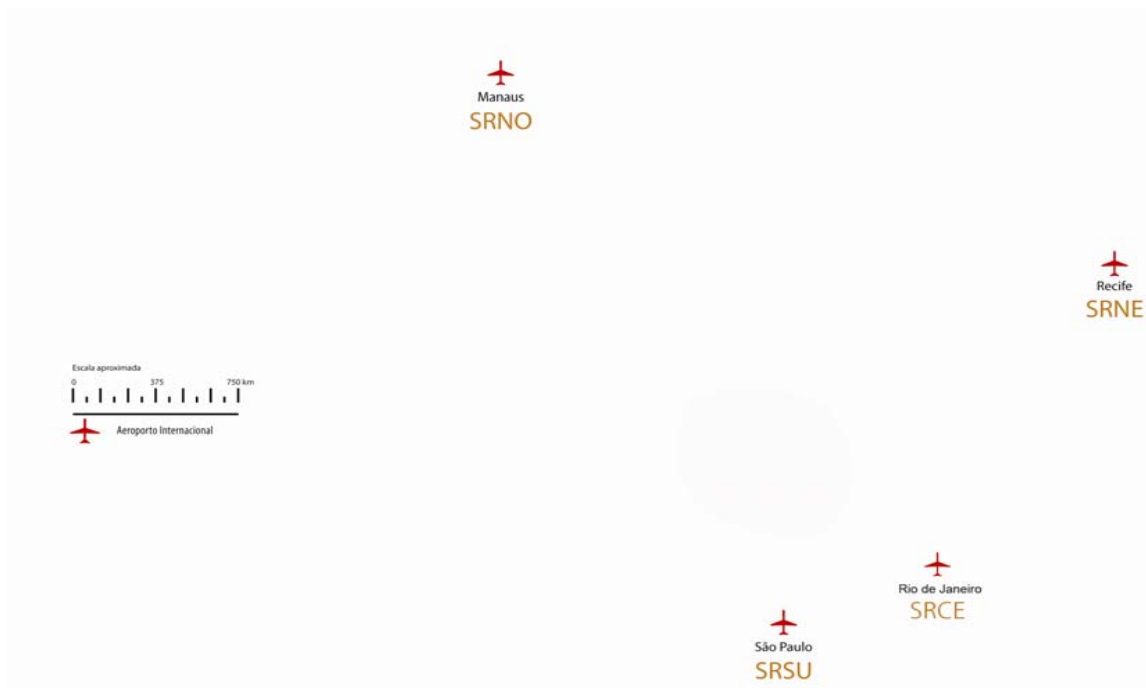 Manaus
SRNO
Recife
SRNE
Escala aproximada
0 375 750 km
Aeroporto Internacional
Rio de Janeiro
SRCE
São Paulo
SRSU